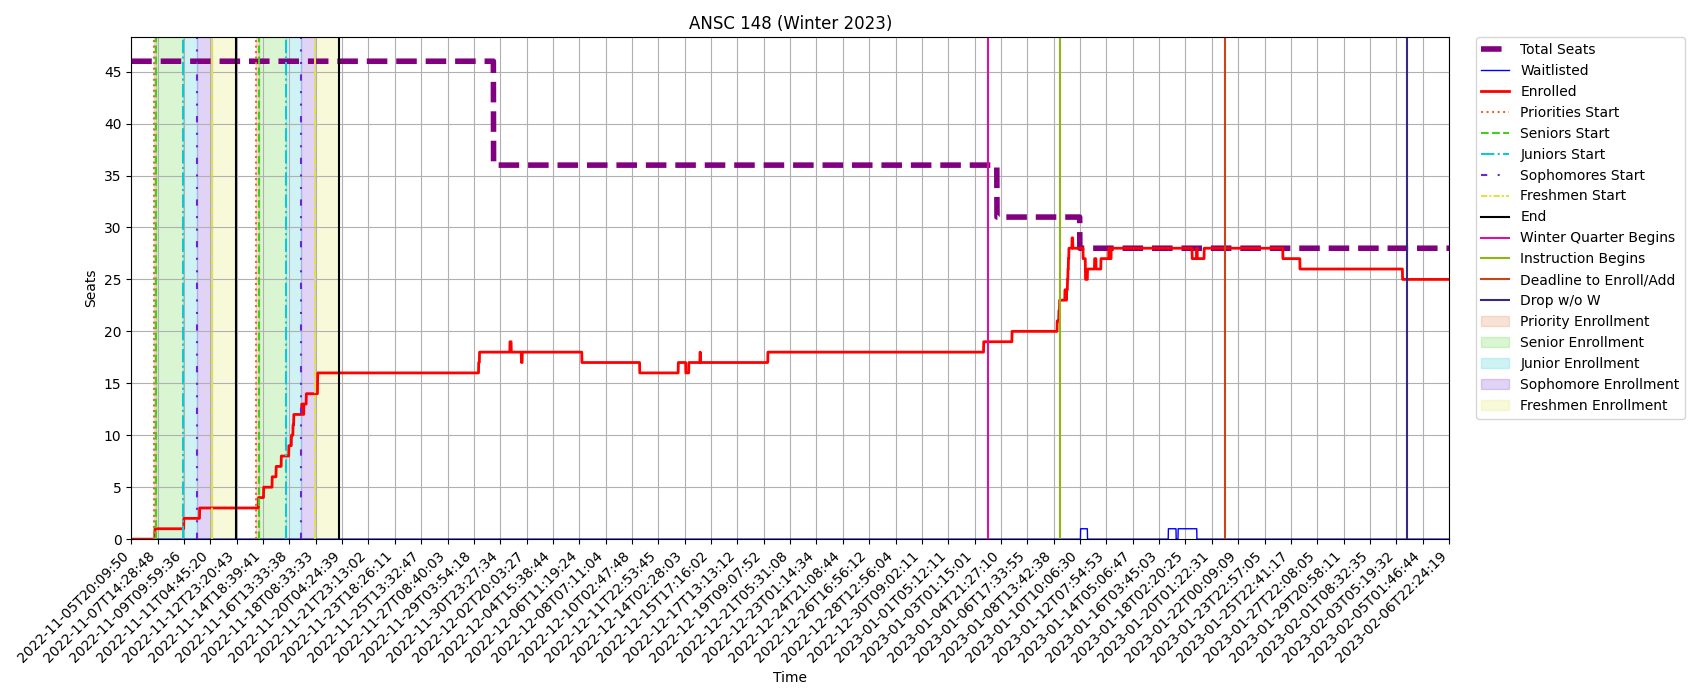 ANSC 148 (Winter 2023)
Seats
45
40
35
30
25
20
15
10
5
0
2022-11-05T20:09:50
2022-11-07T14:28:48
2022-11-09T09:59:36
2022-11-11T04:45:20
2022-11-12T23:20:43
2022-11-14T18:39:41
2022-11-16T13:33:38
2022-11-18T08:33:33
2022-11-20T04:24:39
2022-11-21T23:13:02
2022-11-23T18:26:11
2022-11-25T13:32:47
2022-11-27T08:40:03
2022-11-29T03:54:18
2022-11-30T23:27:34
2022-12-02T20:03:27
2022-12-04T15:38:44
2022-12-06T11:19:24
2022-12-08T07:11:04
2022-12-10T02:47:48
2022-12-11T22:53:45
2022-12-14T02:28:03
2022-12-15T17:16:02
2022-12-17T13:13:12
2022-12-19T09:07:52
2022-12-21T05:31:08
2022-12-23T01:14:34
2022-12-24T21:08:44
2022-12-26T16:56:12
2022-12-28T12:56:04
2022-12-30T09:02:11
2023-01-01T05:12:11
2023-01-03T01:15:01
2023-01-04T21:27:10
2023-01-06T17:33:55
2023-01-08T13:42:38
2023-01-10T10:06:30
2023-01-12T07:54:53
2023-01-14T05:06:47
2023-01-16T03:45:03
2023-01-18T02:20:25
2023-01-20T01:22:31
2023-01-22T00:09:09
2023-01-23T22:57:05
2023-01-25T22:41:17
2023-01-27T22:08:05
2023-01-29T20:58:11
2023-02-01T08:32:35
2023-02-03T05:19:32
2023-02-05T01:46:44
2023-02-06T22:24:19
Time
Total Seats
Waitlisted
Enrolled
Priorities Start
Seniors Start
Juniors Start
Sophomores Start
Freshmen Start
End
Winter Quarter Begins
Instruction Begins
Deadline to Enroll/Add
Drop w/o W
Priority Enrollment
Senior Enrollment
Junior Enrollment
Sophomore Enrollment
Freshmen Enrollment